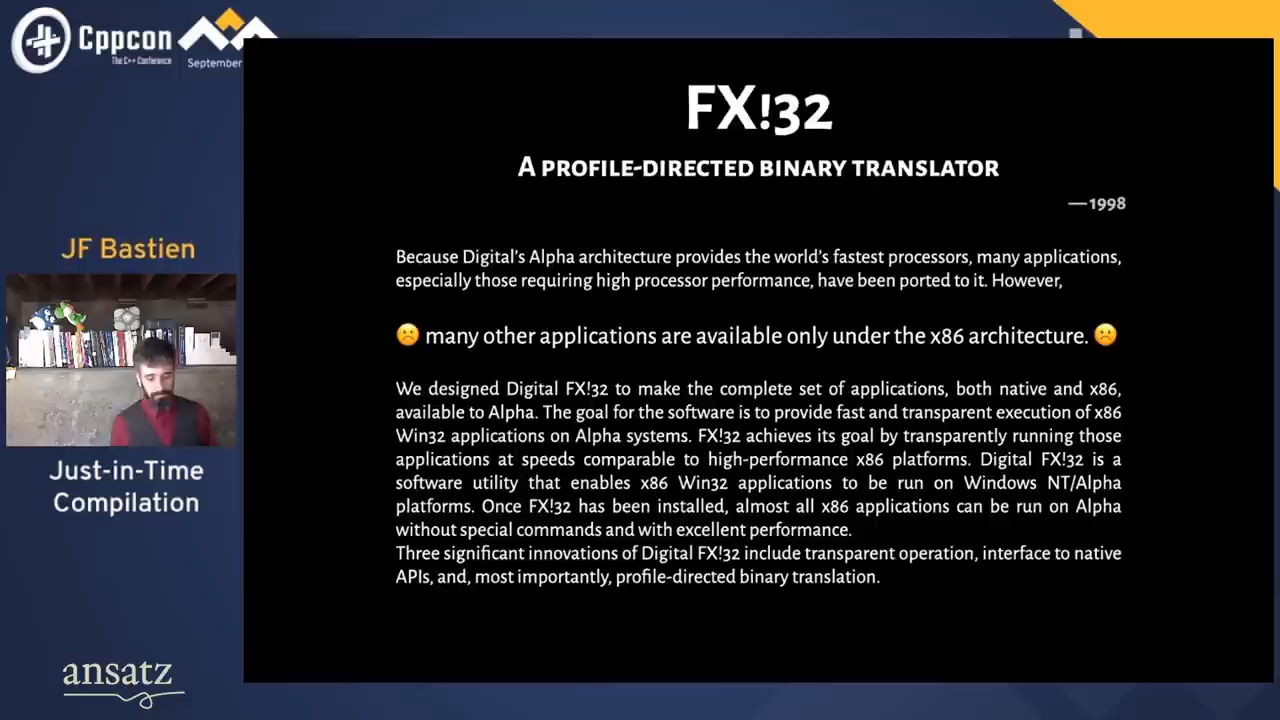 Cppcon
The C++ Conference
September
FX!32
A PROFILE-DIRECTED BINARY TRANSLATOR
—1998
JF Bastien
Because Digital's Alpha architecture provides the world's fastest processors, many applications,
especially those requiring high processor performance, have been ported to it. However,
☹️ many other applications are available only under the x86 architecture. 🙁
We designed Digital FX!32 to make the complete set of applications, both native and x86,
available to Alpha. The goal for the software is to provide fast and transparent execution of x86
Win32 applications on Alpha systems. FX!32 achieves its goal by transparently running those
applications at speeds comparable to high-performance x86 platforms. Digital FX!32 is a
software utility that enables x86 Win32 applications to be run on Windows NT/Alpha
platforms. Once FX!32 has been installed, almost all x86 applications can be run on Alpha
without special commands and with excellent performance.
Three significant innovations of Digital FX!32 include transparent operation, interface to native
APIs, and, most importantly, profile-directed binary translation.
Just-in-Time
Compilation
ansatz